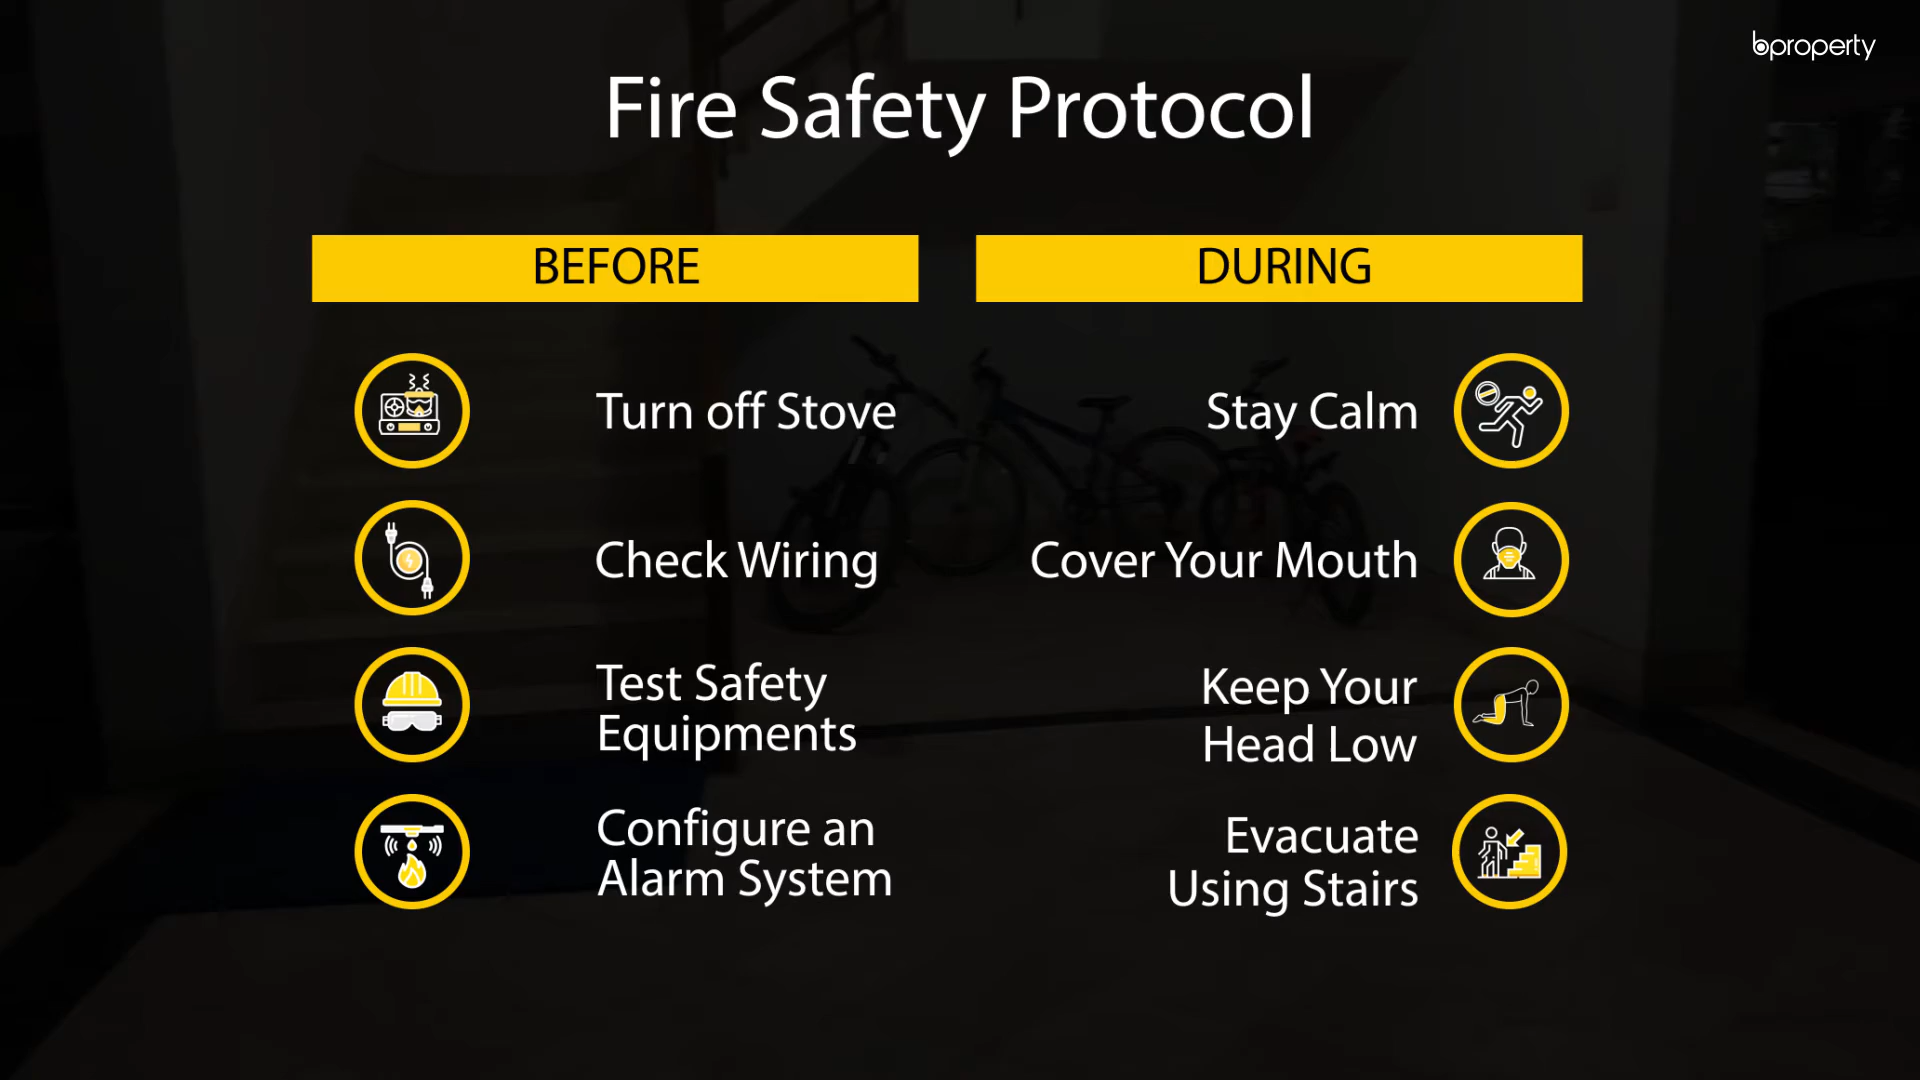 bproperty
Fire Safety Protocol
BEFORE
Turn off Stove
Check Wiring
Test Safety
Equipments
Configure an
Alarm System
DURING
Stay Calm
Cover Your Mouth
Keep Your
Head Low
Evacuate
Using Stairs